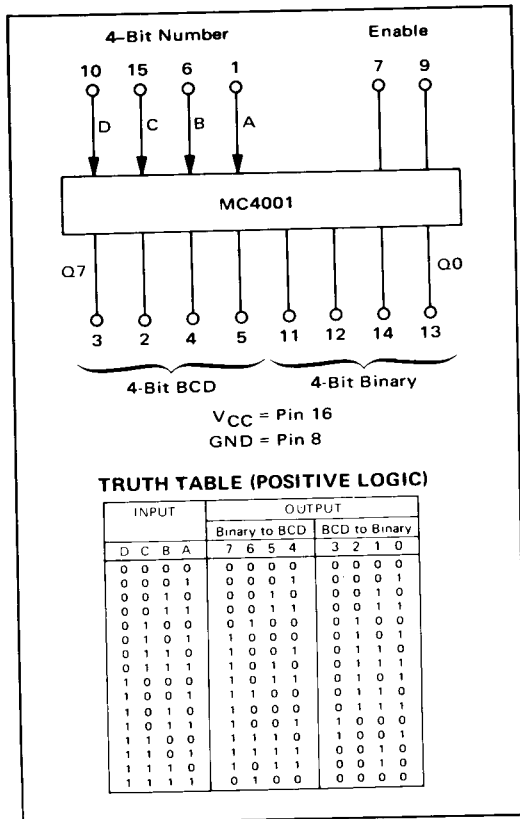 4-Bit Number Enable
10 15 6 1 7 9
D C B A
MC4001
Q7 Q0
3 2 4 5 11 12 14 13
4-Bit BCD 4-Bit Binary
VCC = Pin 16
GND = Pin 8
TRUTH TABLE (POSITIVE LOGIC)
INPUT OUTPUT
Binary to BCD BCD to Binary
D C B A 7 6 5 4 3 2 1 0
0 0 0 0 0 0 0 0 0 0 0 0
0 0 0 1 0 0 0 1 0 0 0 1
0 0 1 0 0 0 1 0 0 0 1 0
0 0 1 1 0 0 1 1 0 0 1 1
0 1 0 0 0 1 0 0 0 1 0 0
0 1 0 1 1 0 0 0 0 1 0 1
0 1 1 0 1 0 0 1 0 1 1 0
0 1 1 1 1 0 1 0 0 1 1 1
1 0 0 0 1 0 1 1 0 1 0 1
1 0 0 1 1 1 0 0 0 1 1 0
1 0 1 0 1 0 0 0 0 1 1 1
1 0 1 1 1 0 0 1 1 0 0 0
1 1 0 0 1 1 1 0 0 0 0 1
1 1 0 1 1 1 1 1 0 0 1 0
1 1 1 0 1 0 1 1 0 0 1 0
1 1 1 1 0 1 0 0 0 0 0 0